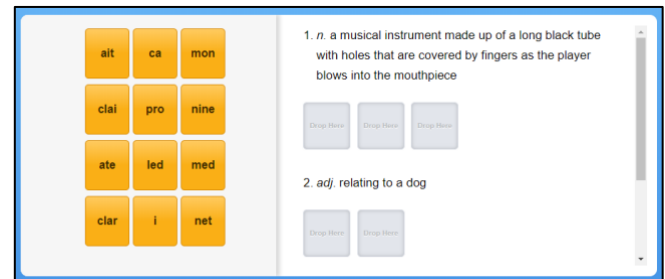 ait ca mon
clai pro nine
ate led med
clar i net
1. n. a musical instrument made up of a long black tube
with holes that are covered by fingers as the player
blows into the mouthpiece
Drop Here Drop Here Drop Here
2. adj. relating to a dog
Drop Here Drop Here